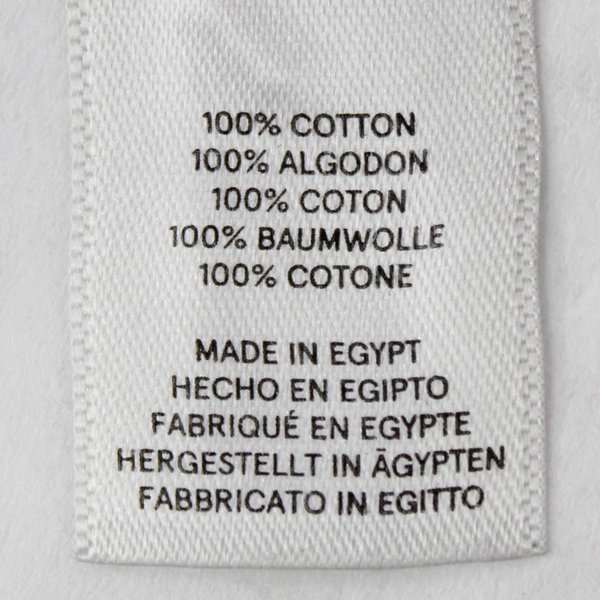 100% COTTON
100% ALGODON
100% COTON
100% BAUMWOLLE
100% COTONE
MADE IN EGYPT
HECHO EN EGIPTO
FABRIQUÉ EN EGYPTE
HERGESTELLT IN ÄGYPTEN
FABBRICATO IN EGITTO